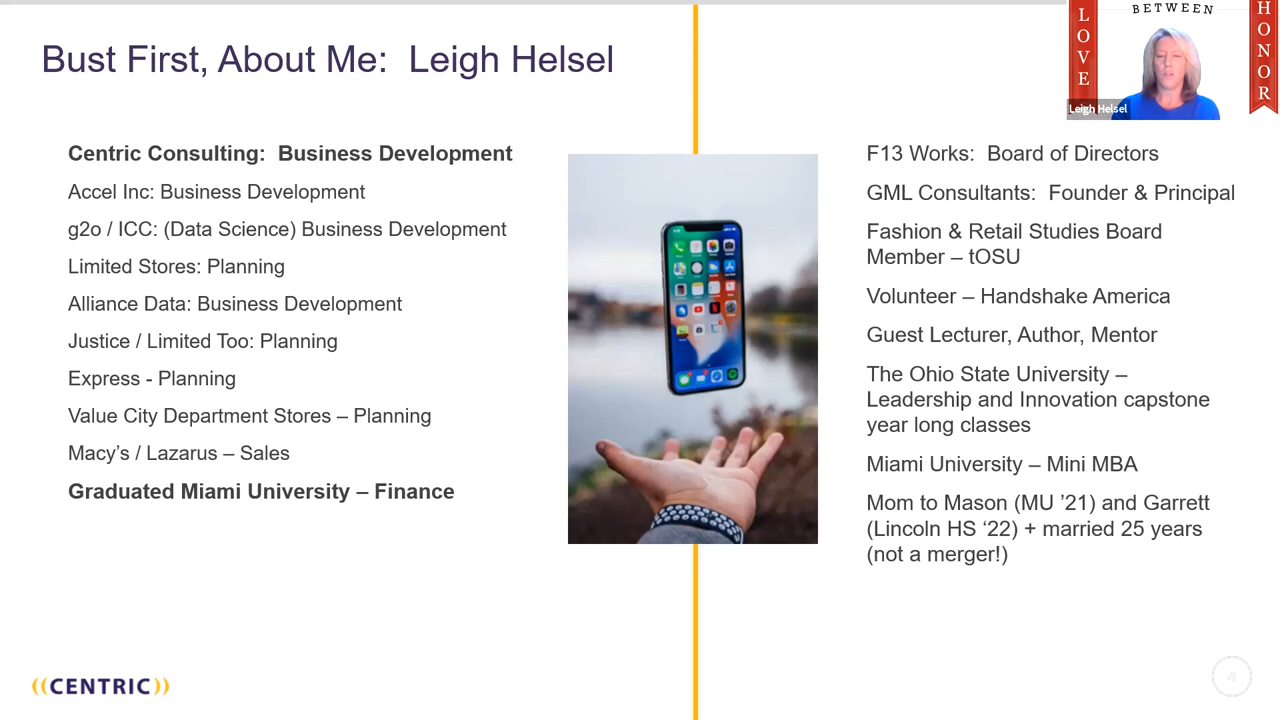 Bust First, About Me:  Leigh Helsel
LOVE
BETWEEN
HONOR
Leigh Helsel
Centric Consulting:  Business Development
Accel Inc: Business Development
g2o / ICC: (Data Science) Business Development
Limited Stores: Planning
Alliance Data: Business Development
Justice / Limited Too: Planning
Express - Planning
Value City Department Stores – Planning
Macy’s / Lazarus – Sales
Graduated Miami University – Finance
F13 Works:  Board of Directors
GML Consultants:  Founder & Principal
Fashion & Retail Studies Board
Member – tOSU
Volunteer – Handshake America
Guest Lecturer, Author, Mentor
The Ohio State University –
Leadership and Innovation capstone
year long classes
Miami University – Mini MBA
Mom to Mason (MU ’21) and Garrett
(Lincoln HS ‘22) + married 25 years
(not a merger!)
((CENTRIC))
4